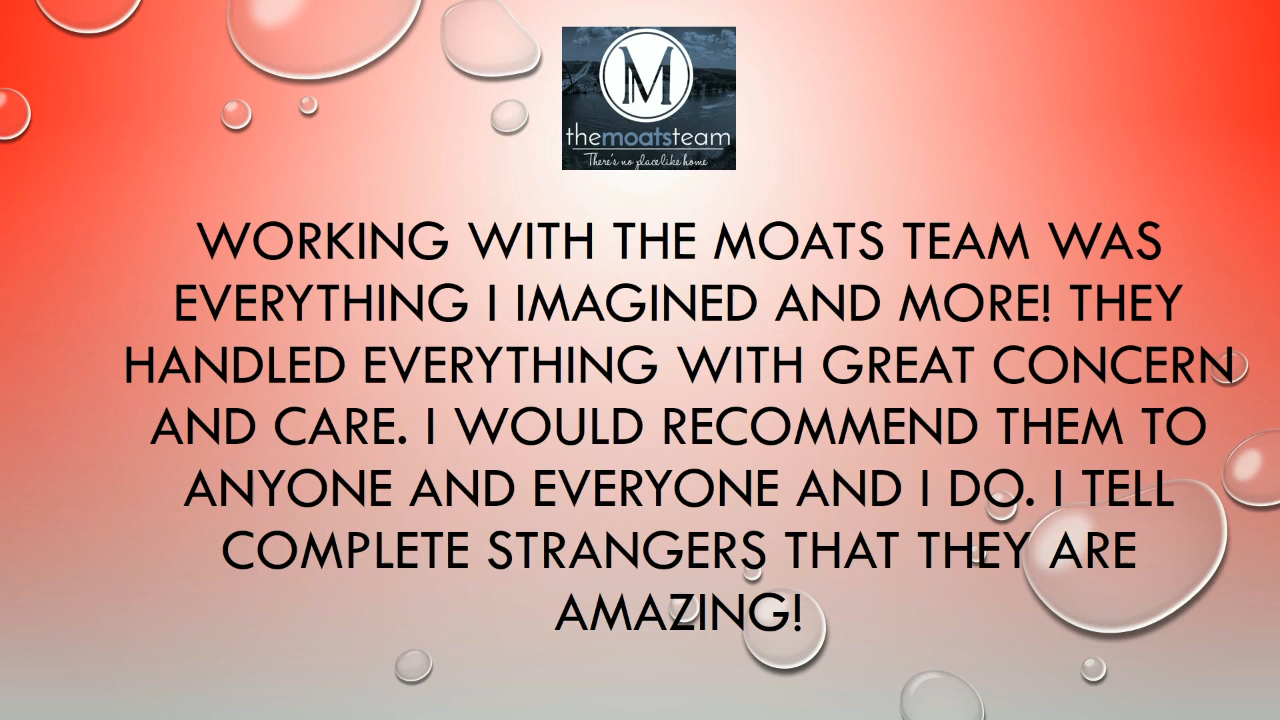 M
themoatsteam
There's no place like home
WORKING WITH THE MOATS TEAM WAS
EVERYTHING I IMAGINED AND MORE! THEY
HANDLED EVERYTHING WITH GREAT CONCERN
AND CARE. I WOULD RECOMMEND THEM TO
ANYONE AND EVERYONE AND I DO. I TELL
COMPLETE STRANGERS THAT THEY ARE
AMAZING!